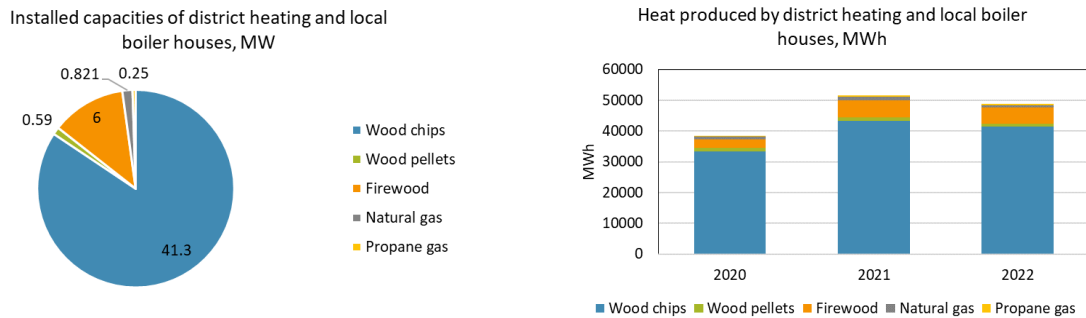 Installed capacities of district heating and local
boiler houses, MW
0.821
0.25
0.59
6
41.3
Wood chips
Wood pellets
Firewood
Natural gas
Propane gas
Heat produced by district heating and local boiler
houses, MWh
60000
50000
40000
30000
20000
10000
0
MWh
2020
2021
2022
Wood chips
Wood pellets
Firewood
Natural gas
Propane gas